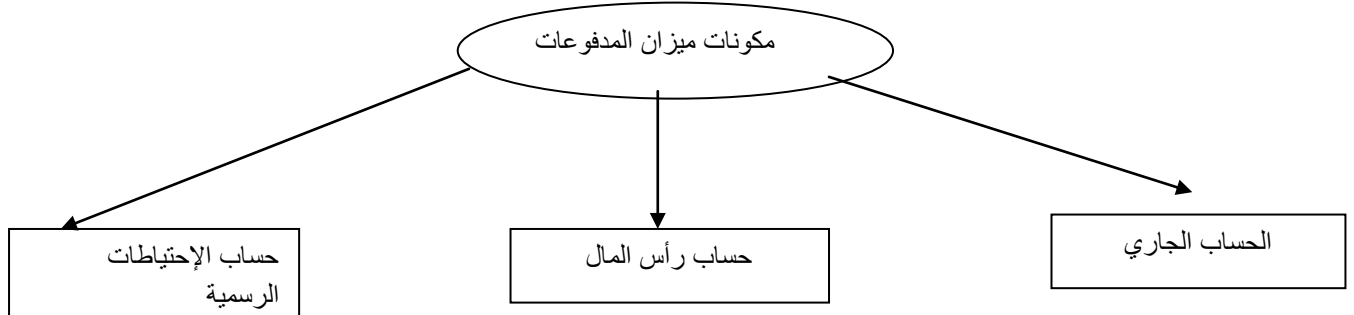 مكونات ميزان المدفوعات
الحساب الجاري
حساب رأس المال
حساب الإحتياطات
الرسمية